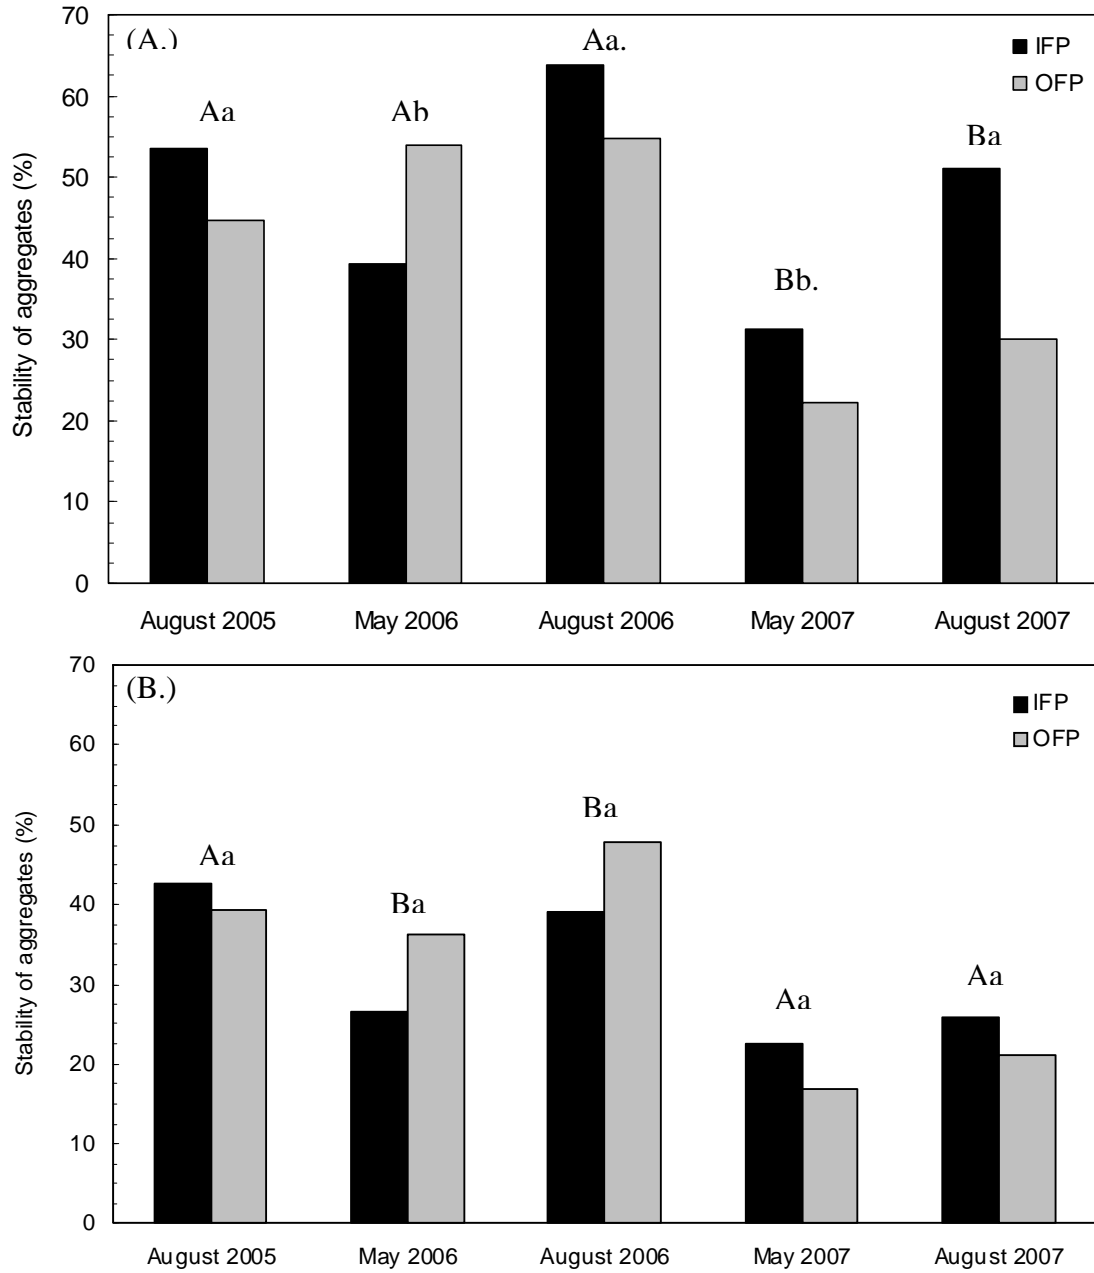 70
(A.)
Aa.
IFP
OFP
60
Aa
Ab
Ba
50
40
Bb.
30
20
10
0
Stability of aggregates (%)
August 2005 May 2006 August 2006 May 2007 August 2007
70
(B.)
IFP
OFP
60
Ba
50
Aa
40
Ba
30
Aa
Aa
20
10
0
Stability of aggregates (%)
August 2005 May 2006 August 2006 May 2007 August 2007